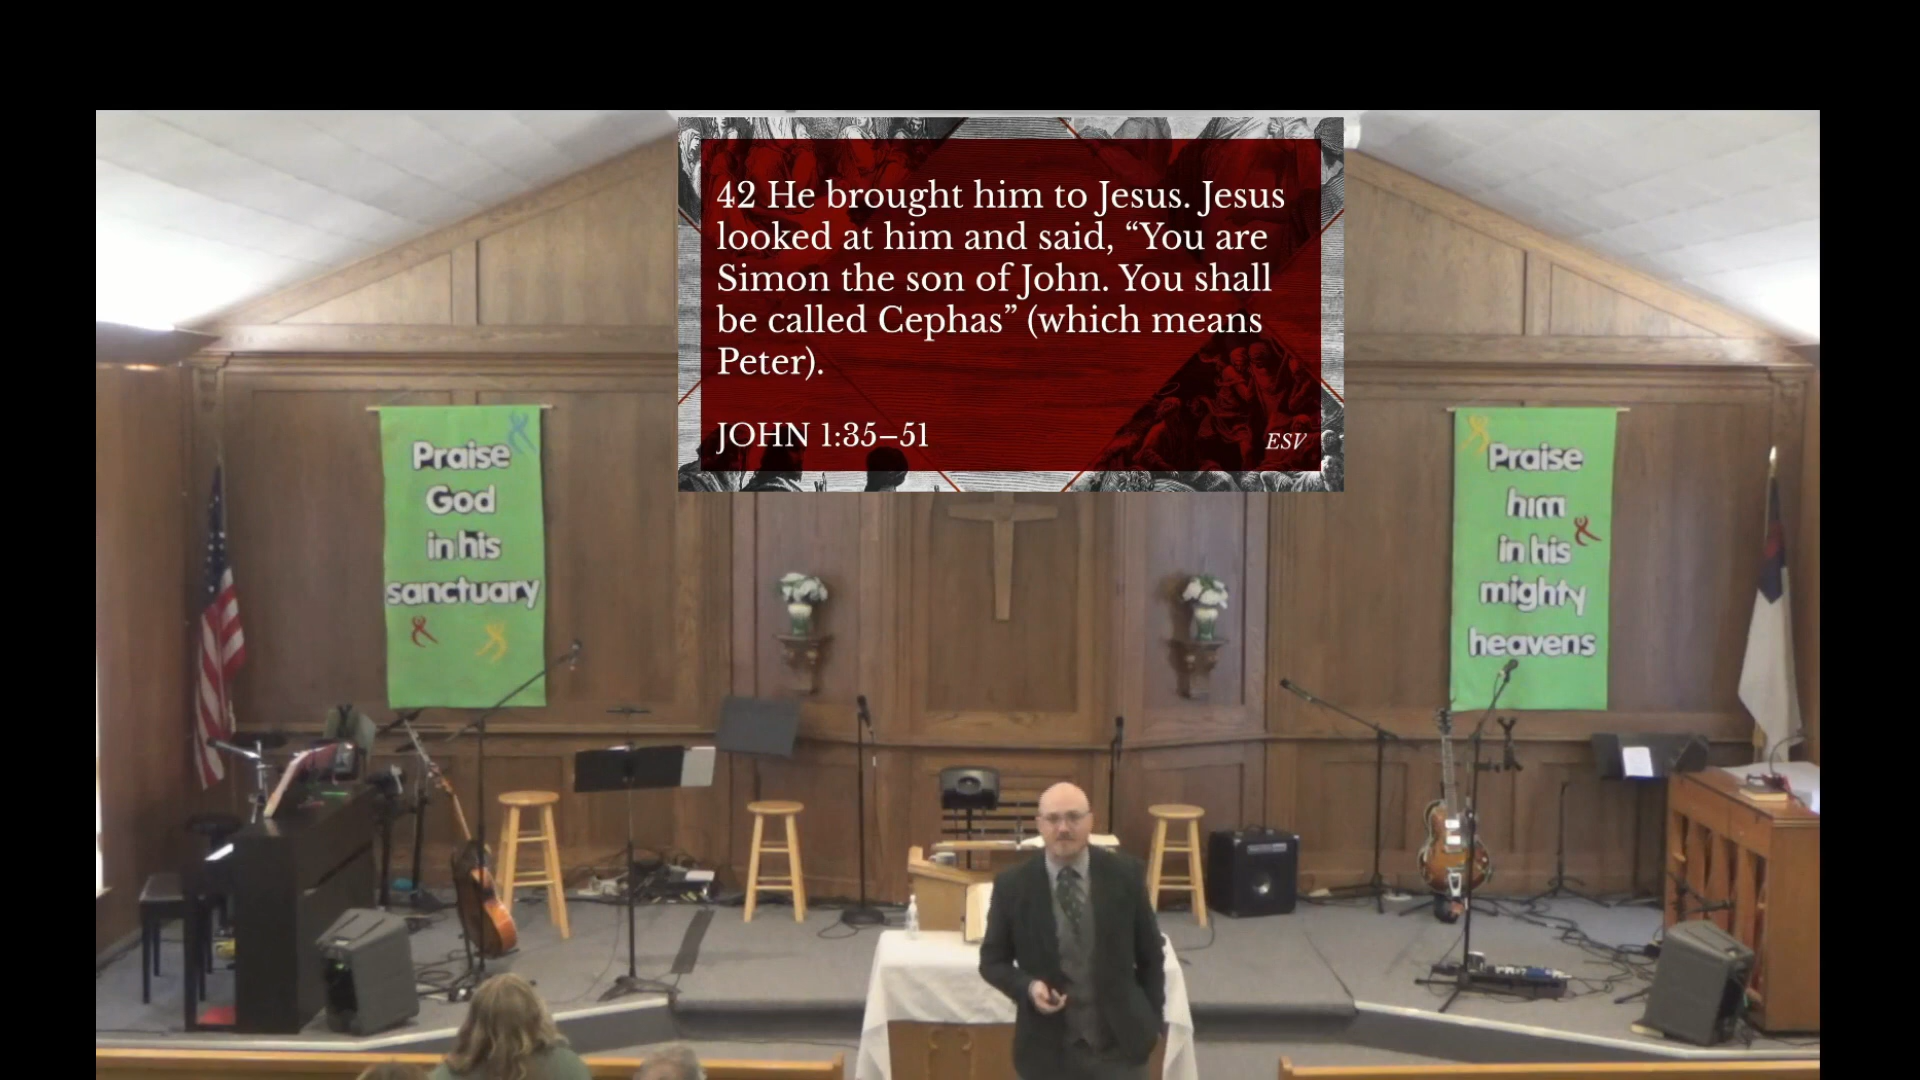 42 He brought him to Jesus. Jesus
looked at him and said, “You are
Simon the son of John. You shall
be called Cephas” (which means
Peter).
JOHN 1:35–51
ESV
Praise
God
in his
sanctuary
Praise
him
in his
mighty
heavens